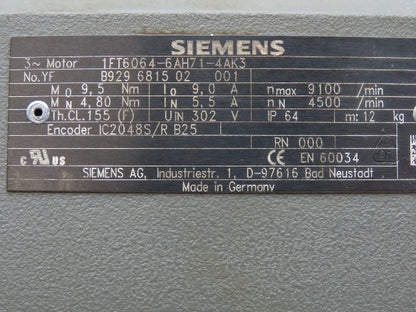 SIEMENS
3~ Motor 1FT6064-6AH71-4AK3
No.YF B929 6815 02 001
M0 9,5 Nm I0 9,0 A nmax 9100 /min
MN 4,80 Nm IN 5,5 A nN 4500 /min
Th.CL.155 (F) UIN 302 V IP 64 m: 12 kg
Encoder IC2048S/R B25 RN 000
c RU US CE EN 60034
SIEMENS AG, Industriestr. 1, D-97616 Bad Neustadt
Made in Germany